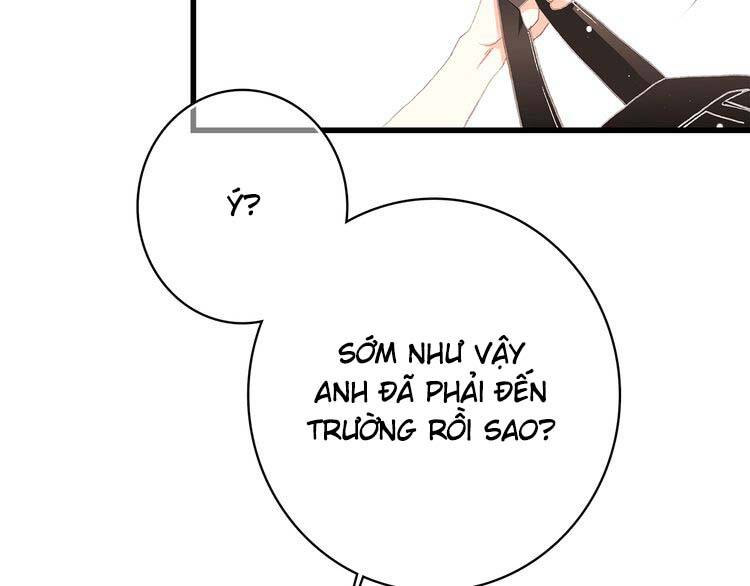 Ý?
SỚM NHƯ VẬY
ANH ĐÃ PHẢI ĐẾN
TRƯỜNG RỒI SAO?